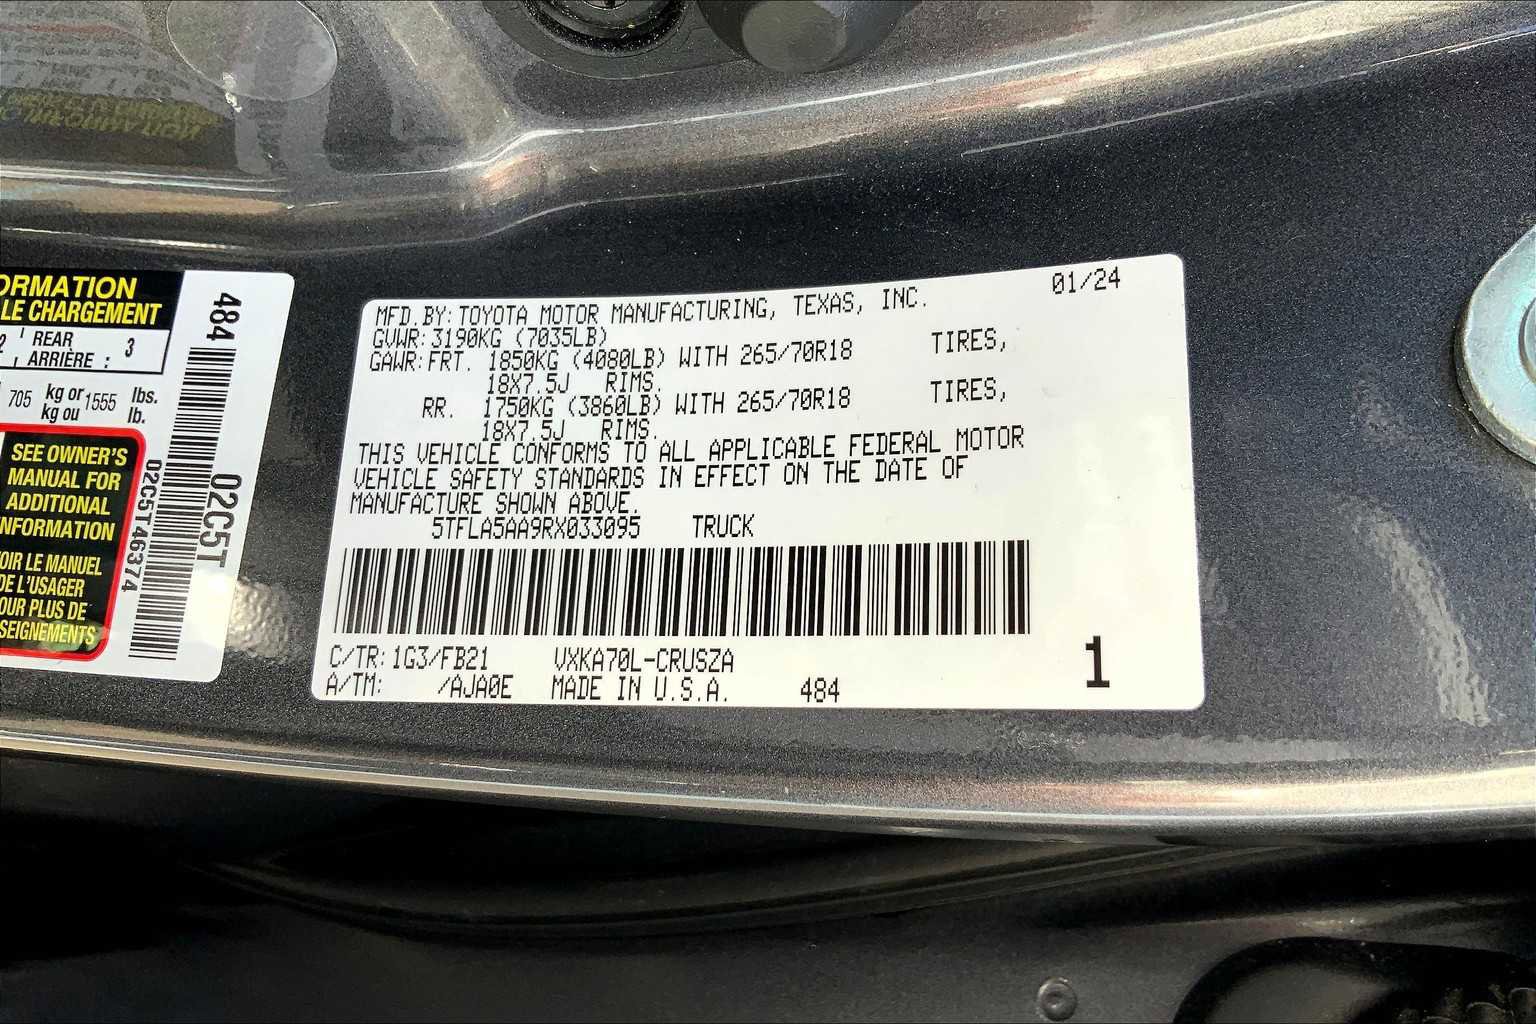 ORMATION
LE CHARGEMENT
2 REAR
ARRIÈRE : 3
705 kg or 1555 lbs.
kg ou lb.
SEE OWNER'S
MANUAL FOR
ADDITIONAL
INFORMATION
OIR LE MANUEL
DE L'USAGER
OUR PLUS DE
SEIGNEMENTS
484
02C5T46374
02C5T
01/24
MFD.BY:TOYOTA MOTOR MANUFACTURING, TEXAS, INC.
GVWR:3190KG (7035LB)
GAWR:FRT. 1850KG (4080LB) WITH 265/70R18 TIRES,
18X7.5J RIMS.
RR. 1750KG (3860LB) WITH 265/70R18 TIRES,
18X7.5J RIMS.
THIS VEHICLE CONFORMS TO ALL APPLICABLE FEDERAL MOTOR
VEHICLE SAFETY STANDARDS IN EFFECT ON THE DATE OF
MANUFACTURE SHOWN ABOVE.
5TFLA5AA9RX033095 TRUCK
C/TR:1G3/FB21 VXKA70L-CRUSZA
A/TM: /AJA0E MADE IN U.S.A. 484
1